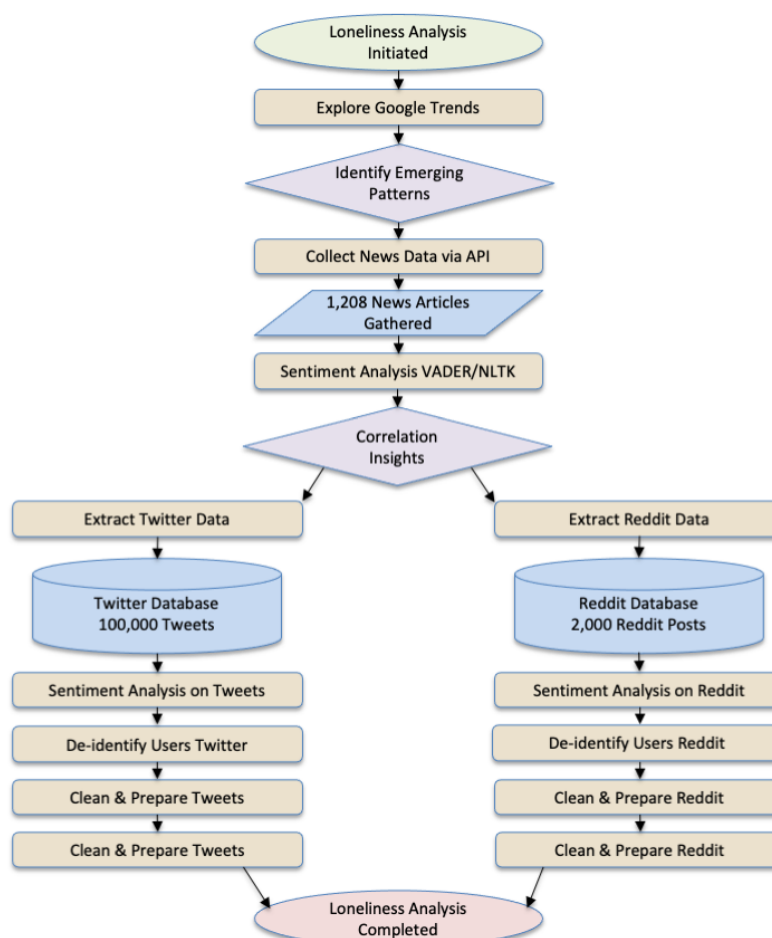 Loneliness Analysis
Initiated
Explore Google Trends
Identify Emerging
Patterns
Collect News Data via API
1,208 News Articles
Gathered
Sentiment Analysis VADER/NLTK
Correlation
Insights
Extract Twitter Data
Twitter Database
100,000 Tweets
Sentiment Analysis on Tweets
De-identify Users Twitter
Clean & Prepare Tweets
Clean & Prepare Tweets
Extract Reddit Data
Reddit Database
2,000 Reddit Posts
Sentiment Analysis on Reddit
De-identify Users Reddit
Clean & Prepare Reddit
Clean & Prepare Reddit
Loneliness Analysis
Completed